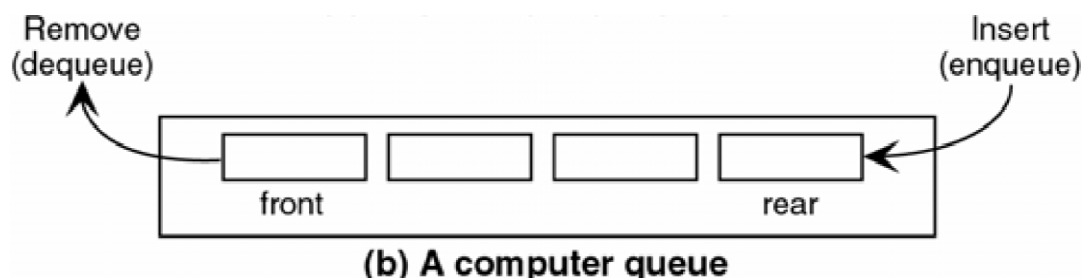 Remove
(dequeue)
Insert
(enqueue)
front
rear
(b) A computer queue